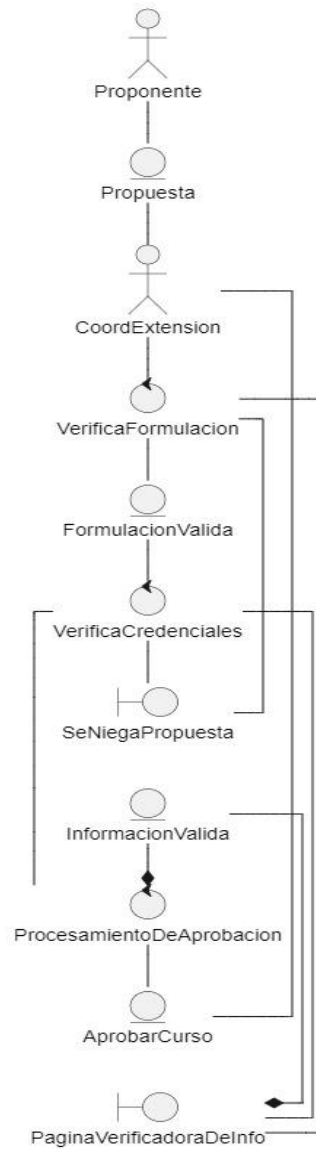 Proponente
Propuesta
CoordExtension
VerificaFormulacion
FormulacionValida
VerificaCredenciales
SeNiegaPropuesta
InformacionValida
ProcesamientoDeAprobacion
AprobarCurso
PaginaVerificadoraDeInfo